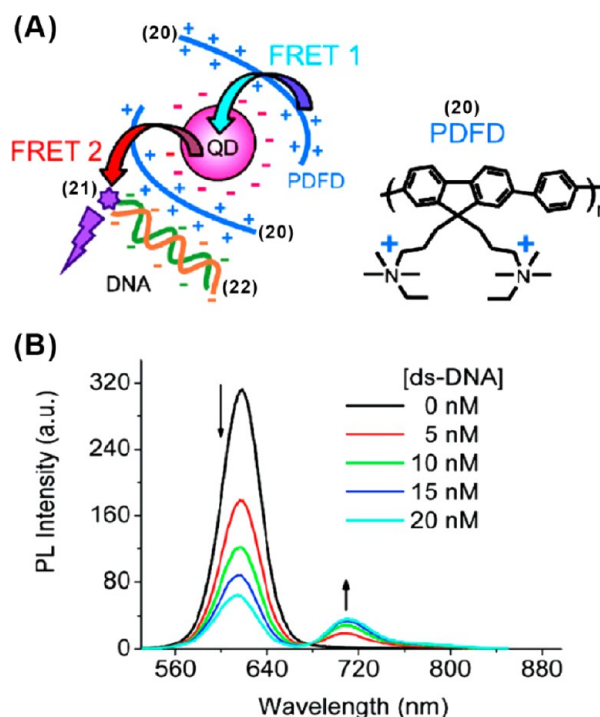 (A)
(20)
FRET 1
(20)
PDFD
FRET 2
QD
PDFD
(21)
(20)
DNA
(22)
N
N
n
(B)
[ds-DNA]
0 nM
5 nM
10 nM
15 nM
20 nM
PL Intensity (a.u.)
320
240
160
80
0
560
640
720
800
880
Wavelength (nm)